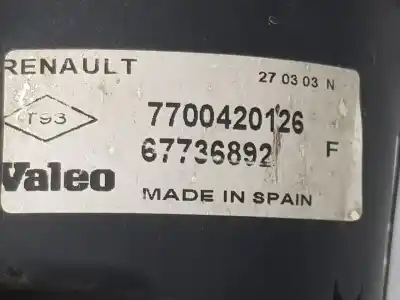 RENAULT
27 03 03 N
T93
7700420126
67736892 F
Valeo
MADE IN SPAIN